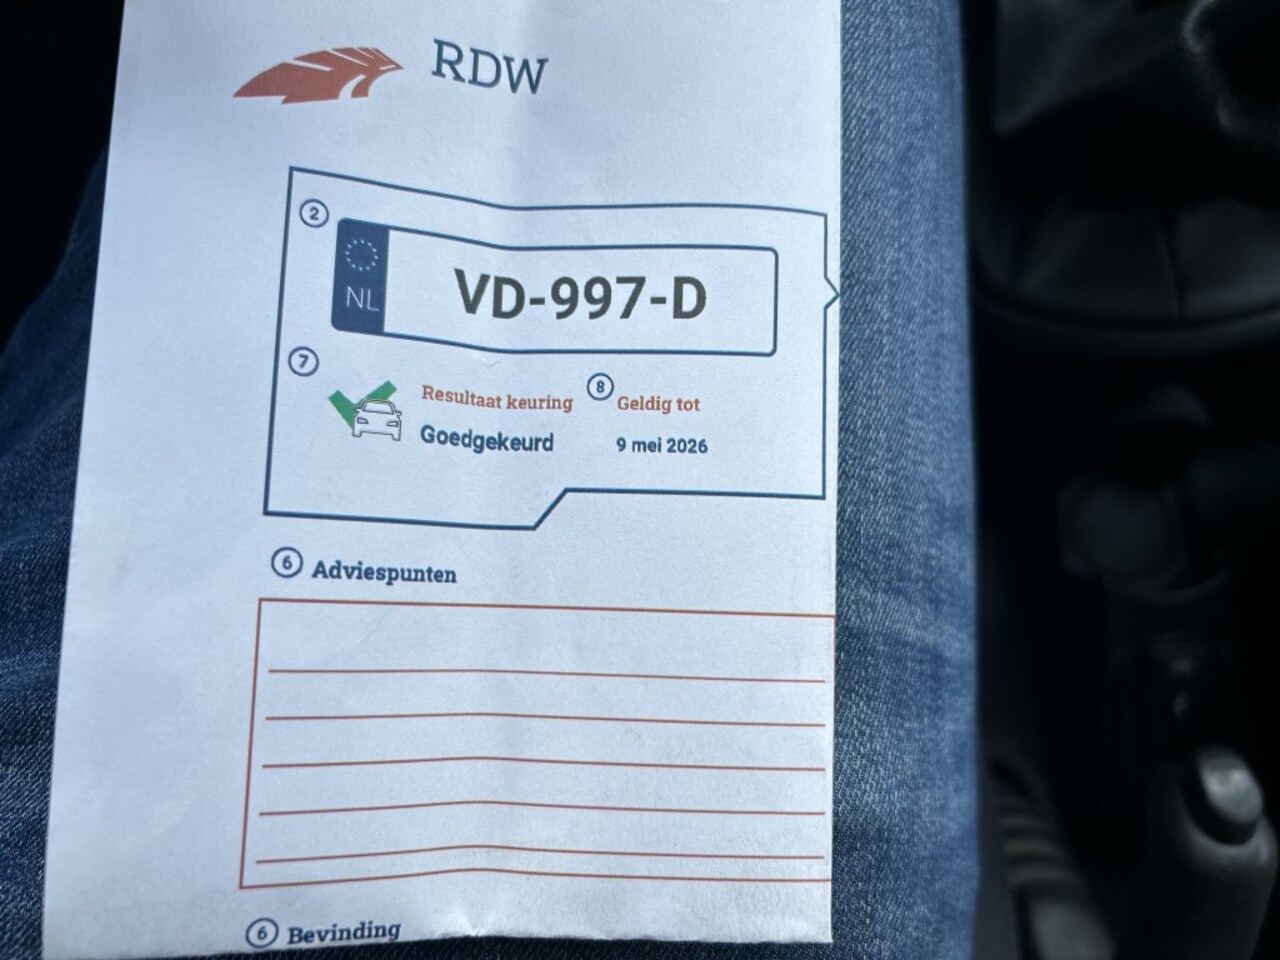 RDW
2
NL
VD-997-D
7
Resultaat keuring
8
Geldig tot
Goedgekeurd
9 mei 2026
6 Adviespunten
6 Bevinding